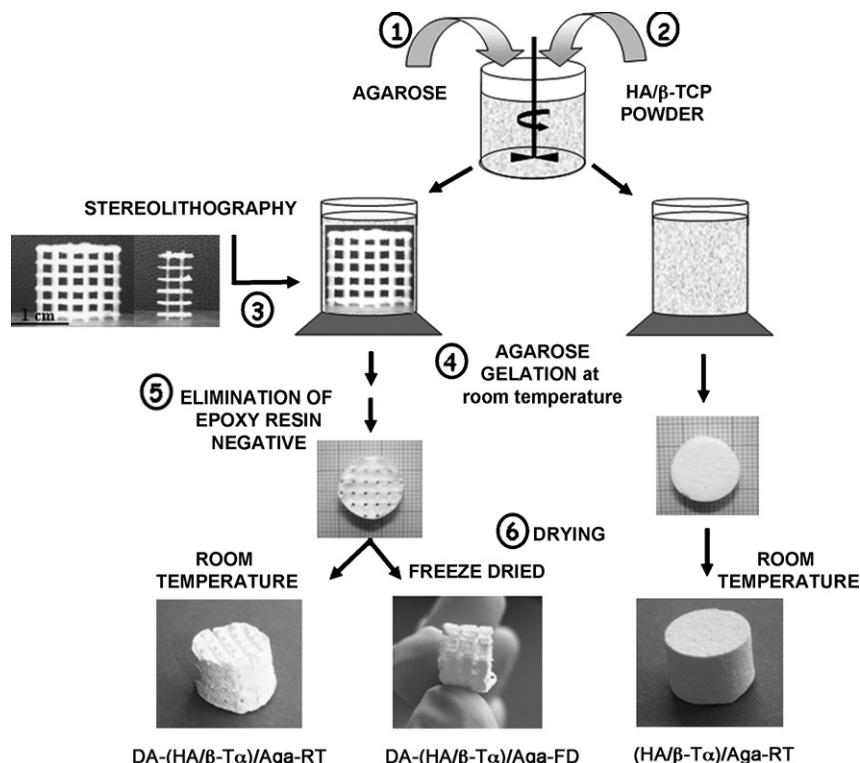 1
2
AGAROSE
HA/β-TCP
POWDER
STEREOLITHOGRAPHY
1 cm
3
4
AGAROSE
GELATION at
room temperature
5
ELIMINATION OF
EPOXY RESIN
NEGATIVE
6
DRYING
ROOM
TEMPERATURE
FREEZE DRIED
ROOM
TEMPERATURE
DA-(HA/β-Tα)/Aga-RT
DA-(HA/β-Tα)/Aga-FD
(HA/β-Tα)/Aga-RT